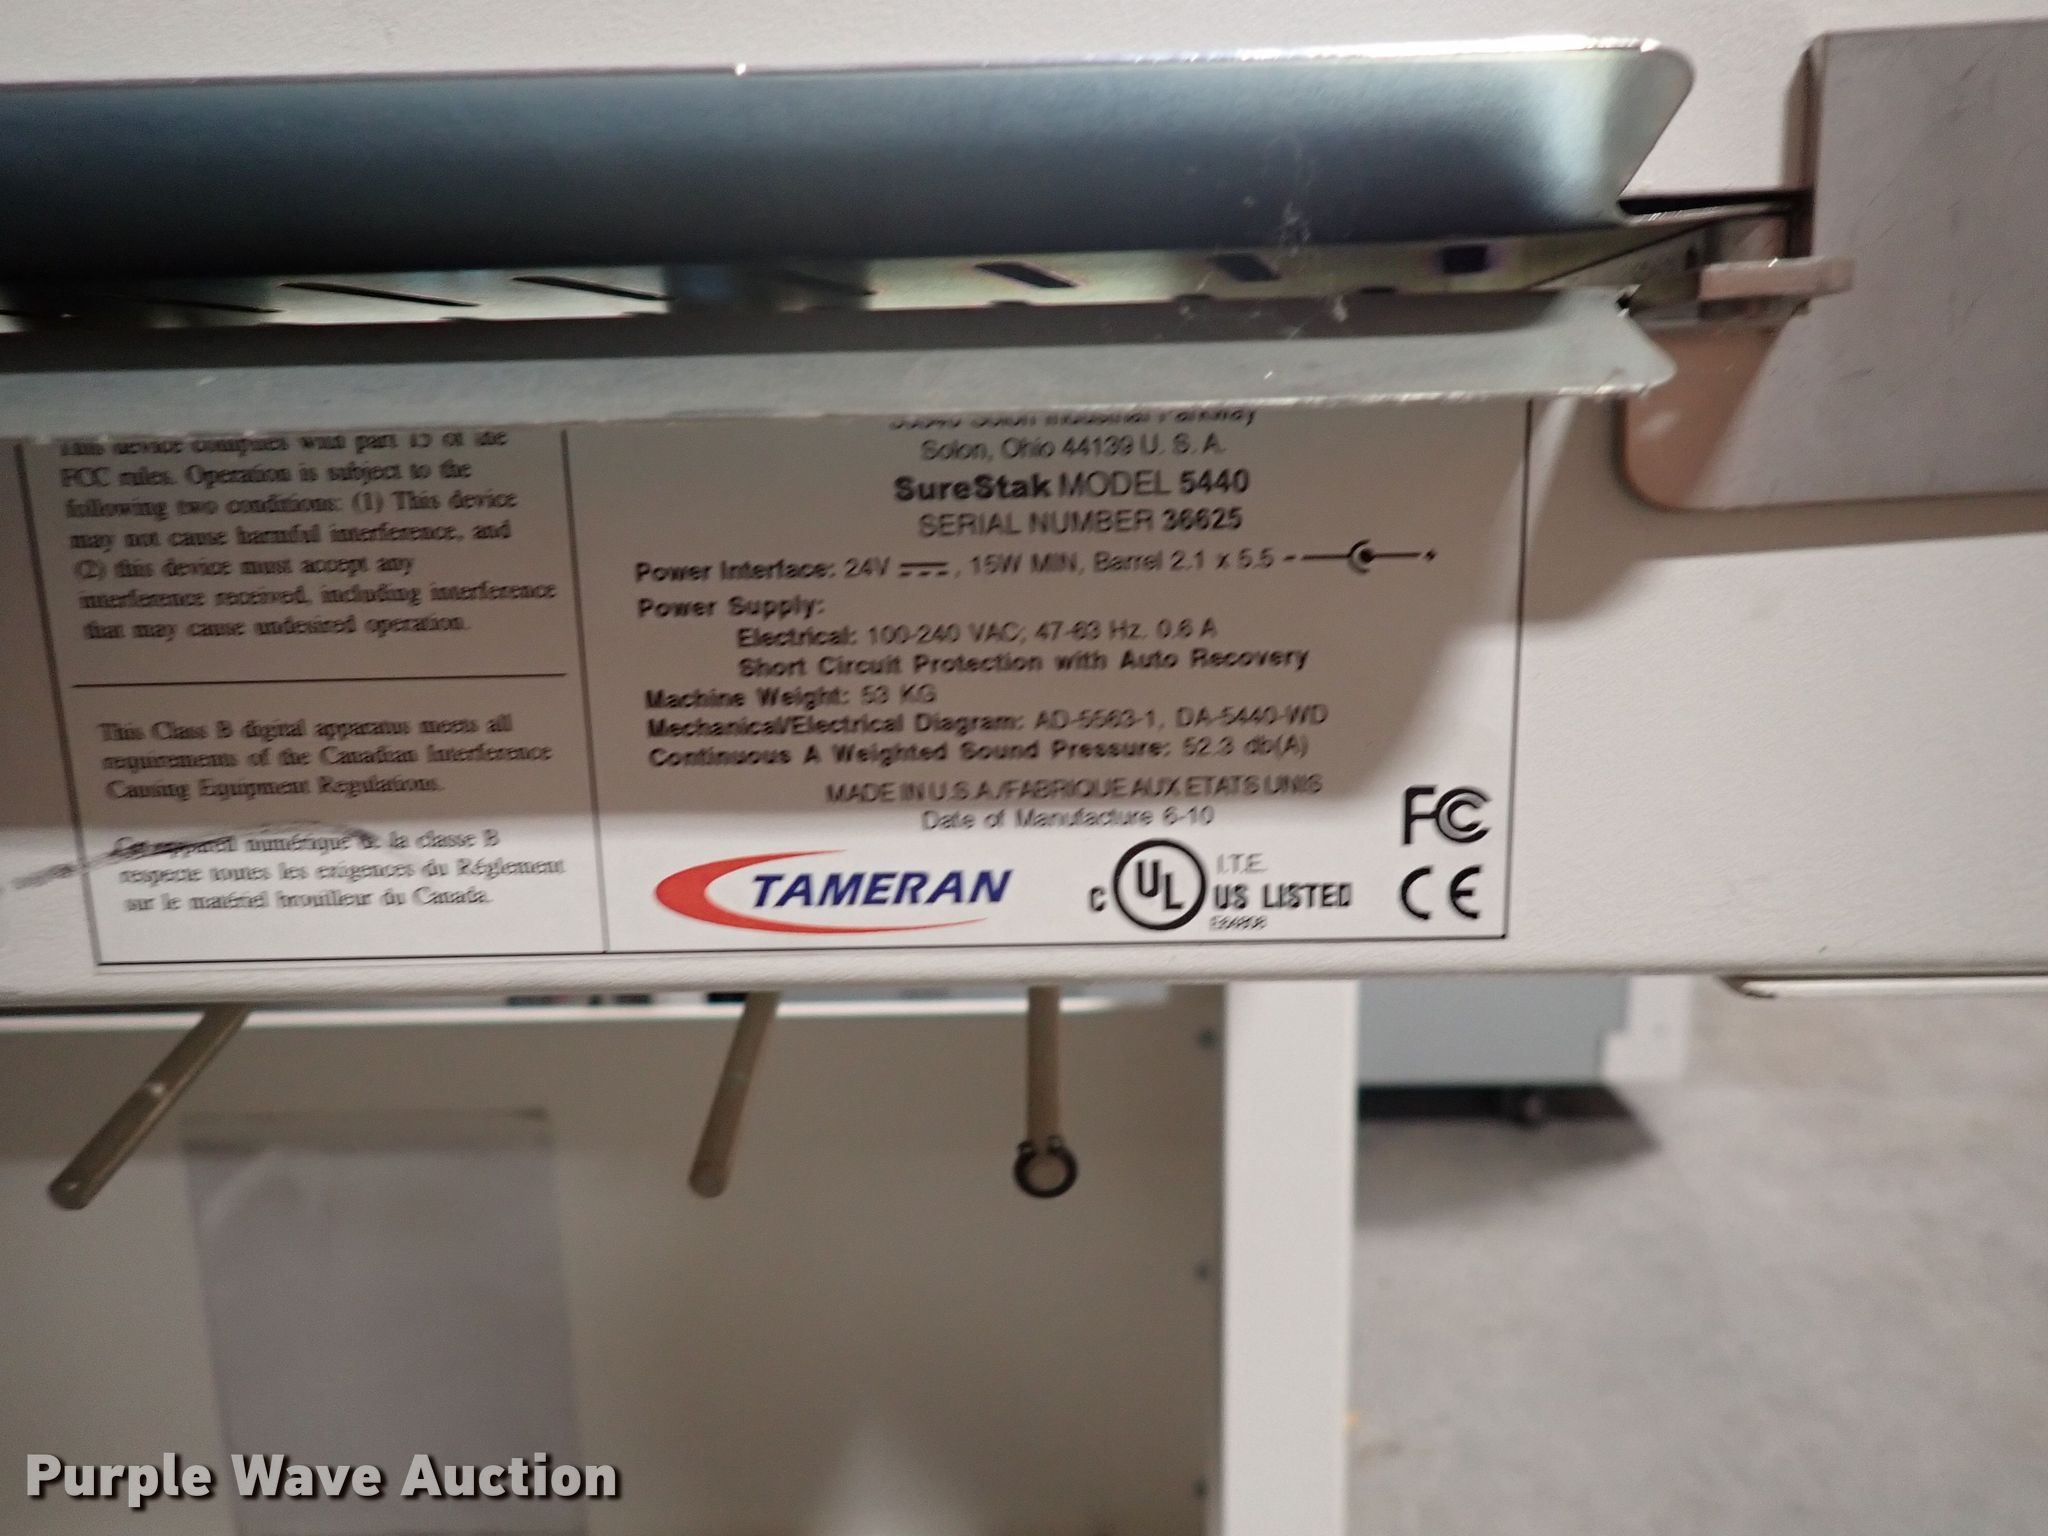 This device complies with part 15 of the
FCC rules. Operation is subject to the
following two conditions: (1) This device
may not cause harmful interference, and
(2) this device must accept any
interference received, including interference
that may cause undesired operation.
This Class B digital apparatus meets all
requirements of the Canadian Interference
Causing Equipment Regulations.
Cet appareil numérique de la classe B
respecte toutes les exigences du Réglement
sur le matériel brouilleur du Canada.
Solon Industrial Parkway
Solon, Ohio 44139 U. S. A.
SureStak MODEL 5440
SERIAL NUMBER 36625
Power Interface: 24V , 15W MIN, Barrel 2.1 x 5.5 - +
Power Supply:
Electrical: 100-240 VAC; 47-63 Hz. 0.6 A
Short Circuit Protection with Auto Recovery
Machine Weight: 53 KG
Mechanical/Electrical Diagram: AD-5563-1, DA-5440-WD
Continuous A Weighted Sound Pressure: 52.3 db(A)
MADE IN U.S.A./FABRIQUE AUX ETATS UNIS
Date of Manufacture 6-10
FC
TAMERAN
C UL US LISTED
I.T.E.
CE
Purple Wave Auction